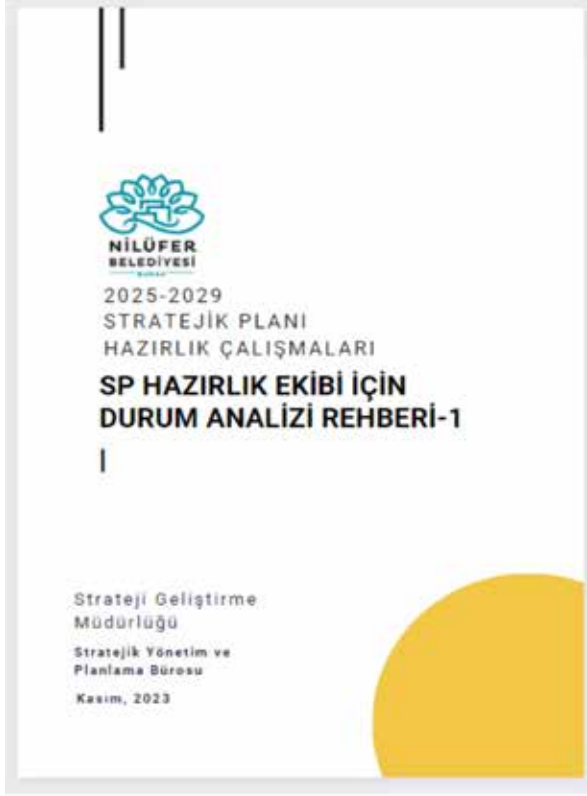 NİLÜFER
BELEDİYESİ
BURSA
2025-2029
STRATEJİK PLANI
HAZIRLIK ÇALIŞMALARI
SP HAZIRLIK EKİBİ İÇİN
DURUM ANALİZİ REHBERİ-1
Strateji Geliştirme
Müdürlüğü
Stratejik Yönetim ve
Planlama Bürosu
Kasım, 2023